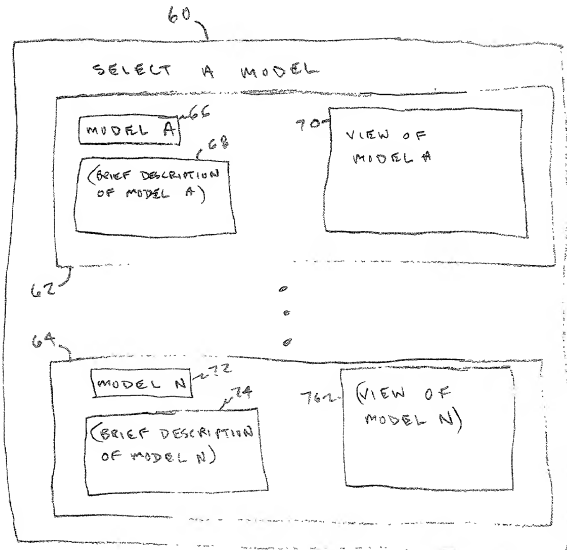 60
SELECT A MODEL
MODEL A
66
68
(BRIEF DESCRIPTION
OF MODEL A)
70
VIEW OF
MODEL A
62
64
MODEL N
72
74
(BRIEF DESCRIPTION
OF MODEL N)
76
(VIEW OF
MODEL N)